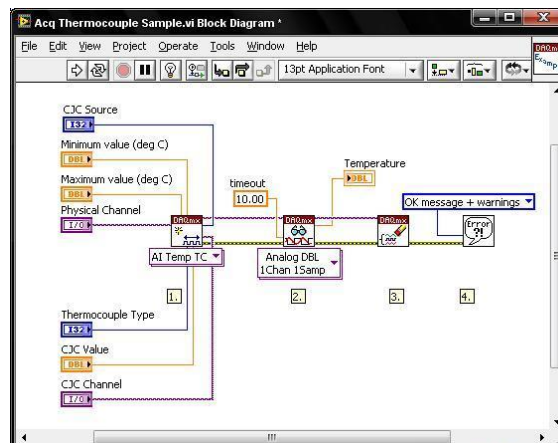 Acq Thermocouple Sample.vi Block Diagram *
File Edit View Project Operate Tools Window Help
13pt Application Font
DAQmx
Examp
CJC Source
I32
Minimum value (deg C)
DBL
Maximum value (deg C)
DBL
Physical Channel
I/O
timeout
10.00
Temperature
DBL
OK message + warnings
DAQmx
DAQmx
DAQmx
Error
?!
AI Temp TC
Analog DBL
1Chan 1Samp
1.
2.
3.
4.
Thermocouple Type
I32
CJC Value
DBL
CJC Channel
I/O